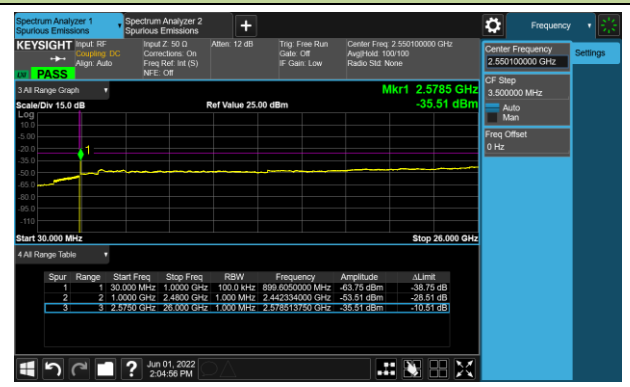 Spectrum Analyzer 1
Spurious Emissions
Spectrum Analyzer 2
Spurious Emissions
Frequency
KEYSIGHT
Input: RF
Coupling: DC
Align: Auto
Input Z: 50 Ω
Corrections: On
Freq Ref: Int (S)
NFE: Off
Atten: 12 dB
Trig: Free Run
Gate: Off
IF Gain: Low
Center Freq: 2.550100000 GHz
Avg|Hold: 100/100
Radio Std: None
PASS
Center Frequency
2.550100000 GHz
Settings
CF Step
3.500000 MHz
Auto
Man
Freq Offset
0 Hz
3 All Range Graph
Mkr1 2.5785 GHz
-35.51 dBm
Scale/Div 15.0 dB
Ref Value 25.00 dBm
Log
10.0
-5.00
-20.0
-35.0
-50.0
-65.0
-80.0
-95.0
-110
1
Start 30.000 MHz
Stop 26.000 GHz
4 All Range Table
Spur Range Start Freq Stop Freq RBW Frequency Amplitude ΔLimit
1 1 30.000 MHz 1.0000 GHz 100.0 kHz 899.6050000 MHz -63.75 dBm -38.75 dB
2 2 1.0000 GHz 2.4800 GHz 1.000 MHz 2.442334000 GHz -53.51 dBm -28.51 dB
3 3 2.5750 GHz 26.000 GHz 1.000 MHz 2.578513750 GHz -35.51 dBm -10.51 dB
Jun 01, 2022
2:04:56 PM